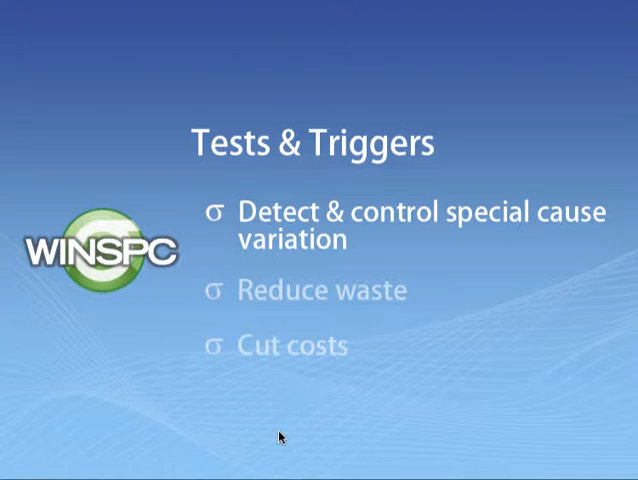 Tests & Triggers
σ Detect & control special cause
variation
WINSPC
σ Reduce waste
σ Cut costs